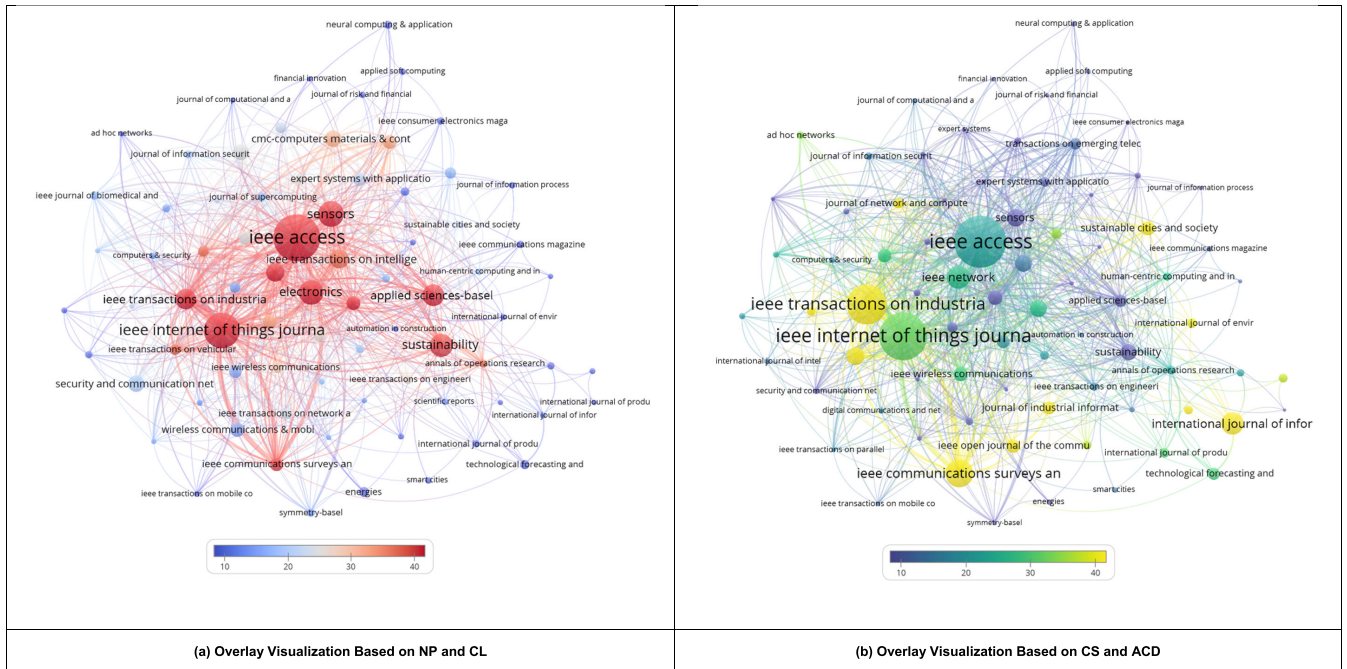 neural computing & application
applied soft computing
financial innovation
journal of risk and financial
journal of computational and a
ieee consumer electronics maga
ad hoc networks
cmc-computers materials & cont
journal of information securit
expert systems with applicatio
journal of information process
ieee journal of biomedical and
journal of supercomputing
sensors
sustainable cities and society
ieee access
ieee communications magazine
computers & security
ieee transactions on intellige
human-centric computing and in
electronics
applied sciences-basel
ieee transactions on industria
international journal of envir
ieee internet of things journa
automation in construction
sustainability
ieee transactions on vehicular
annals of operations research
ieee wireless communications
security and communication net
ieee transactions on engineeri
scientific reports
international journal of produ
ieee transactions on network a
international journal of infor
wireless communications & mobi
international journal of produ
ieee communications surveys an
technological forecasting and
smart cities
ieee transactions on mobile co
energies
symmetry-basel
10 20 30 40
(a) Overlay Visualization Based on NP and CL
neural computing & application
applied soft computing
financial innovation
journal of risk and financial
journal of computational and a
ieee consumer electronics maga
expert systems
ad hoc networks
transactions on emerging telec
journal of information securit
expert systems with applicatio
journal of information process
journal of network and compute
sensors
sustainable cities and society
ieee access
ieee communications magazine
computers & security
ieee network
human-centric computing and in
applied sciences-basel
ieee transactions on industria
international journal of envir
ieee internet of things journa
automation in construction
sustainability
international journal of intel
annals of operations research
ieee wireless communications
ieee transactions on engineeri
security and communication net
digital communications and net
journal of industrial informat
international journal of infor
ieee transactions on parallel
ieee open journal of the commu
international journal of produ
ieee communications surveys an
technological forecasting and
smart cities
ieee transactions on mobile co
energies
symmetry-basel
10 20 30 40
(b) Overlay Visualization Based on CS and ACD